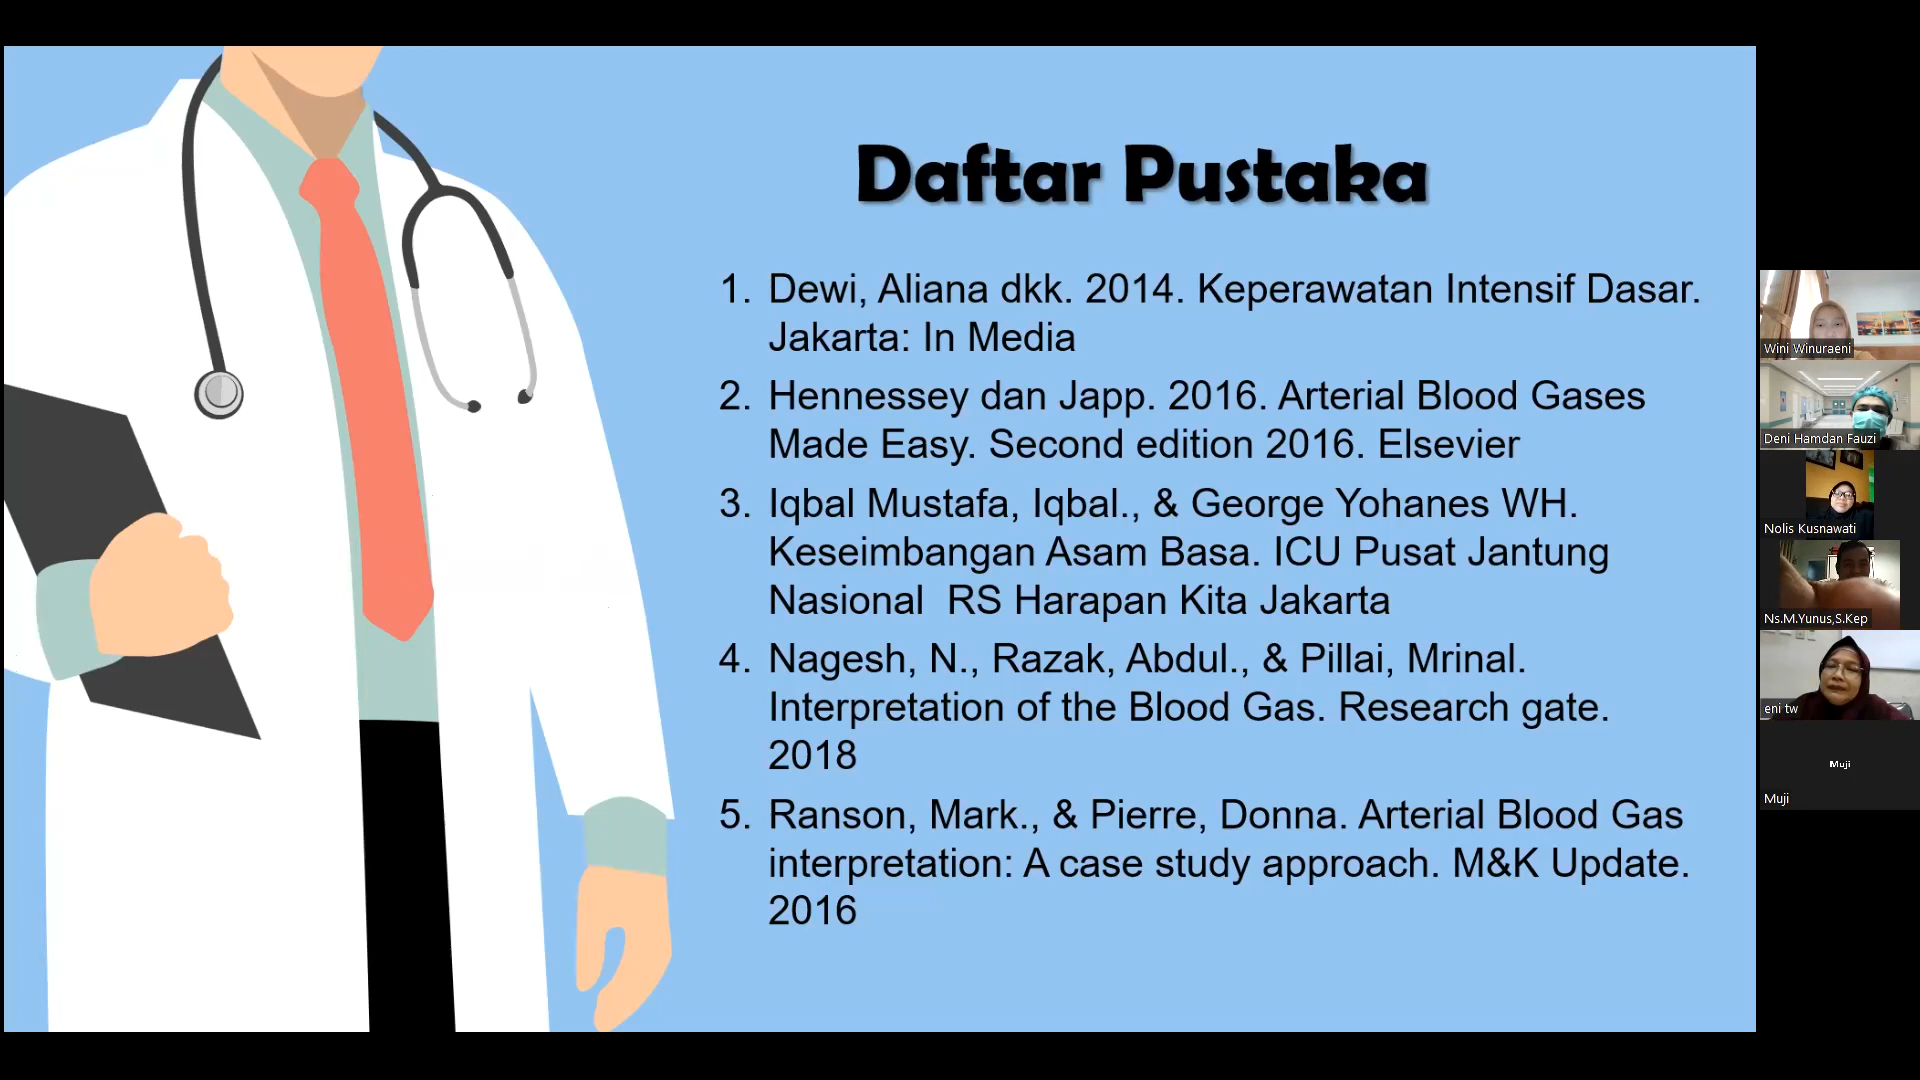 Daftar Pustaka
1. Dewi, Aliana dkk. 2014. Keperawatan Intensif Dasar.
Jakarta: In Media
2. Hennessey dan Japp. 2016. Arterial Blood Gases
Made Easy. Second edition 2016. Elsevier
3. Iqbal Mustafa, Iqbal., & George Yohanes WH.
Keseimbangan Asam Basa. ICU Pusat Jantung
Nasional  RS Harapan Kita Jakarta
4. Nagesh, N., Razak, Abdul., & Pillai, Mrinal.
Interpretation of the Blood Gas. Research gate.
2018
5. Ranson, Mark., & Pierre, Donna. Arterial Blood Gas
interpretation: A case study approach. M&K Update.
2016
Wini Winuraeni
Deni Hamdan Fauzi
Nolis Kusnawati
Ns.M.Yunus,S.Kep
eni tw
Muji
Muji